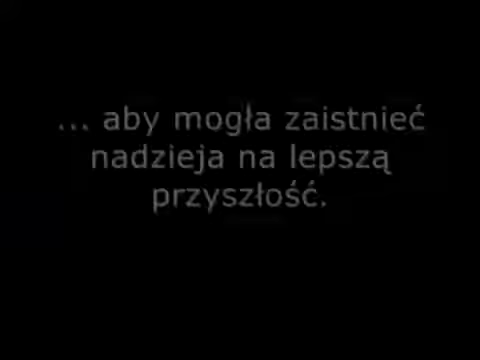 ... aby mogła zaistnieć
nadzieja na lepszą
przyszłość.